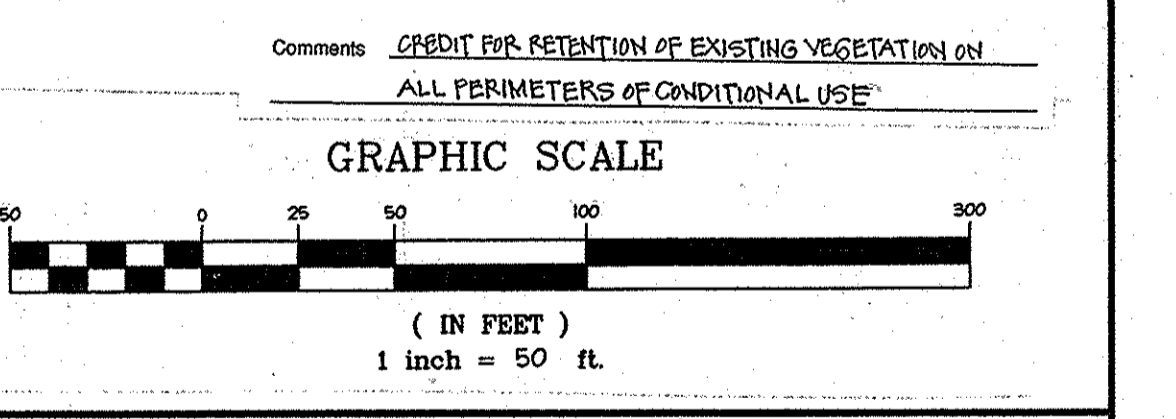 Comments CREDIT FOR RETENTION OF EXISTING VEGETATION ON
ALL PERIMETERS OF CONDITIONAL USE
GRAPHIC SCALE
50 0 25 50 100 300
( IN FEET )
1 inch = 50 ft.